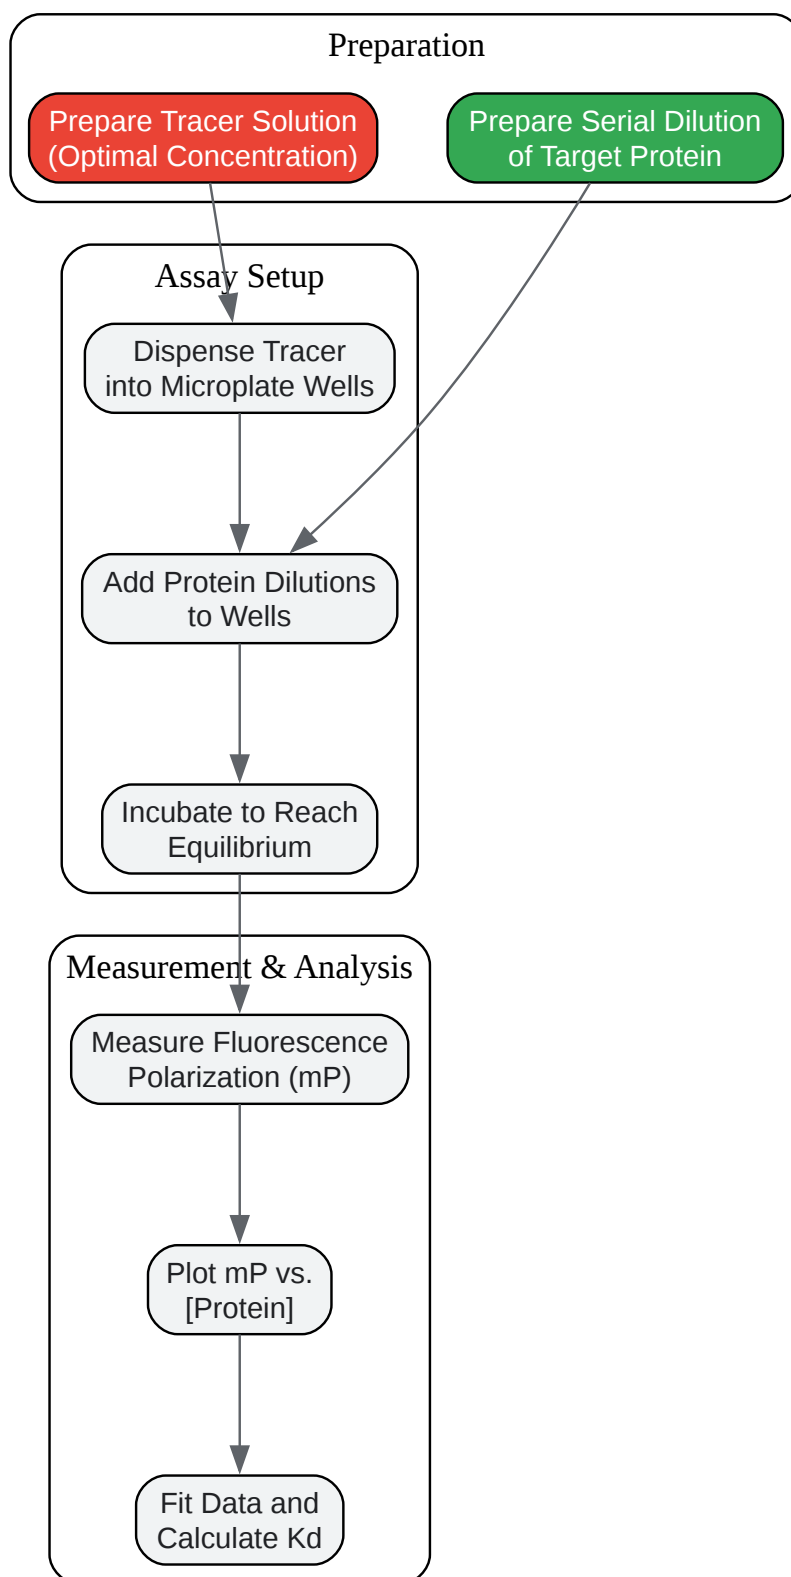 Preparation
Prepare Tracer Solution
(Optimal Concentration)
Prepare Serial Dilution
of Target Protein
Assay Setup
Dispense Tracer
into Microplate Wells
Add Protein Dilutions
to Wells
Incubate to Reach
Equilibrium
Measurement & Analysis
Measure Fluorescence
Polarization (mP)
Plot mP vs.
[Protein]
Fit Data and
Calculate Kd